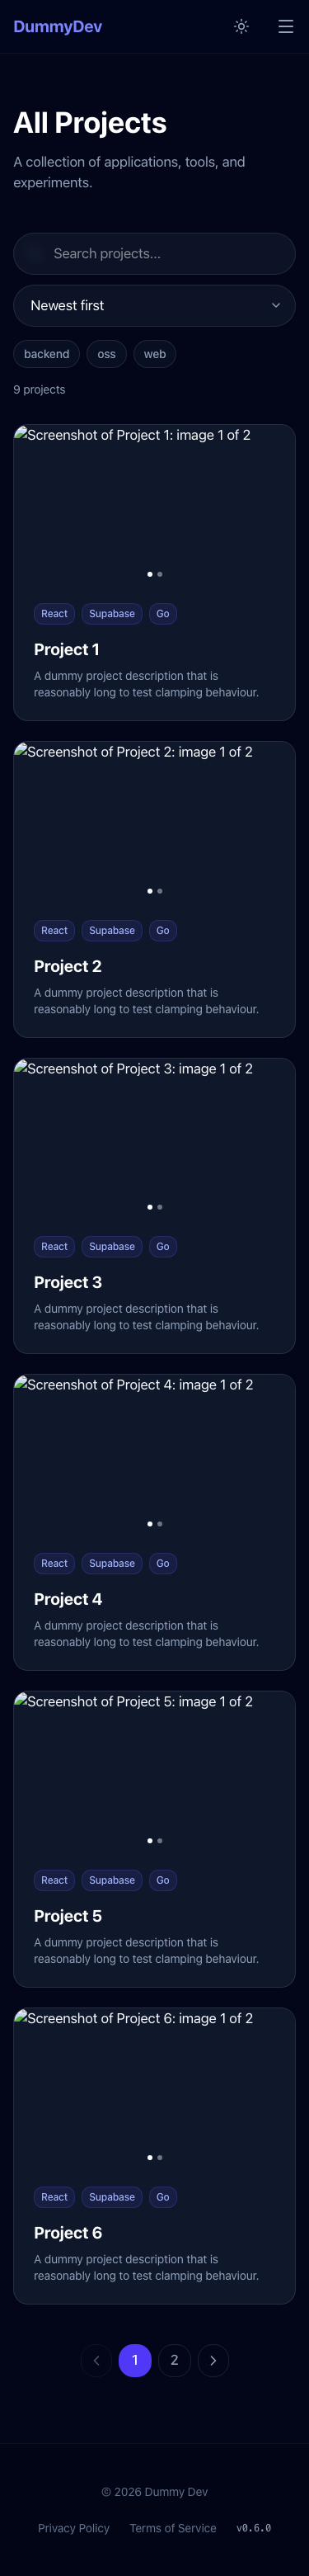 DummyDev
All Projects
A collection of applications, tools, and
experiments.
Search projects...
Newest first
backend oss web
9 projects
Screenshot of Project 1: image 1 of 2
React Supabase Go
Project 1
A dummy project description that is
reasonably long to test clamping behaviour.
Screenshot of Project 2: image 1 of 2
React Supabase Go
Project 2
A dummy project description that is
reasonably long to test clamping behaviour.
Screenshot of Project 3: image 1 of 2
React Supabase Go
Project 3
A dummy project description that is
reasonably long to test clamping behaviour.
Screenshot of Project 4: image 1 of 2
React Supabase Go
Project 4
A dummy project description that is
reasonably long to test clamping behaviour.
Screenshot of Project 5: image 1 of 2
React Supabase Go
Project 5
A dummy project description that is
reasonably long to test clamping behaviour.
Screenshot of Project 6: image 1 of 2
React Supabase Go
Project 6
A dummy project description that is
reasonably long to test clamping behaviour.
1 2
© 2026 Dummy Dev
Privacy Policy Terms of Service v0.6.0